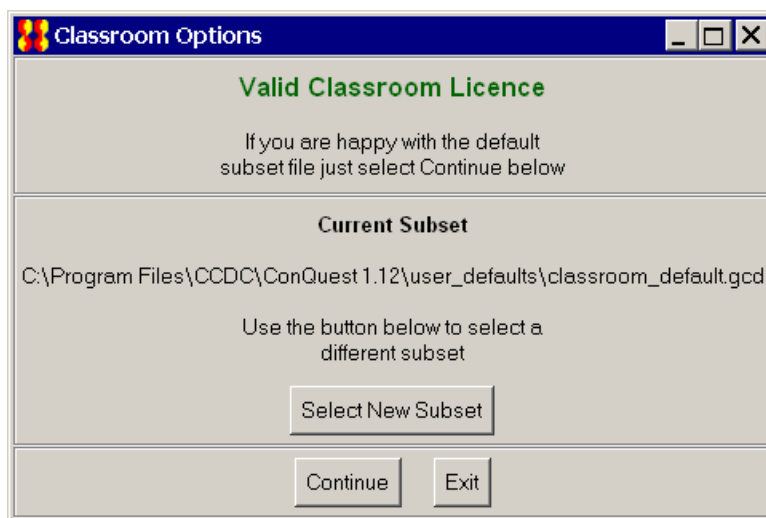 Classroom Options
Valid Classroom Licence
If you are happy with the default
subset file just select Continue below
Current Subset
C:\Program Files\CCDC\ConQuest 1.12\user_defaults\classroom_default.gcd
Use the button below to select a
different subset
Select New Subset
Continue Exit